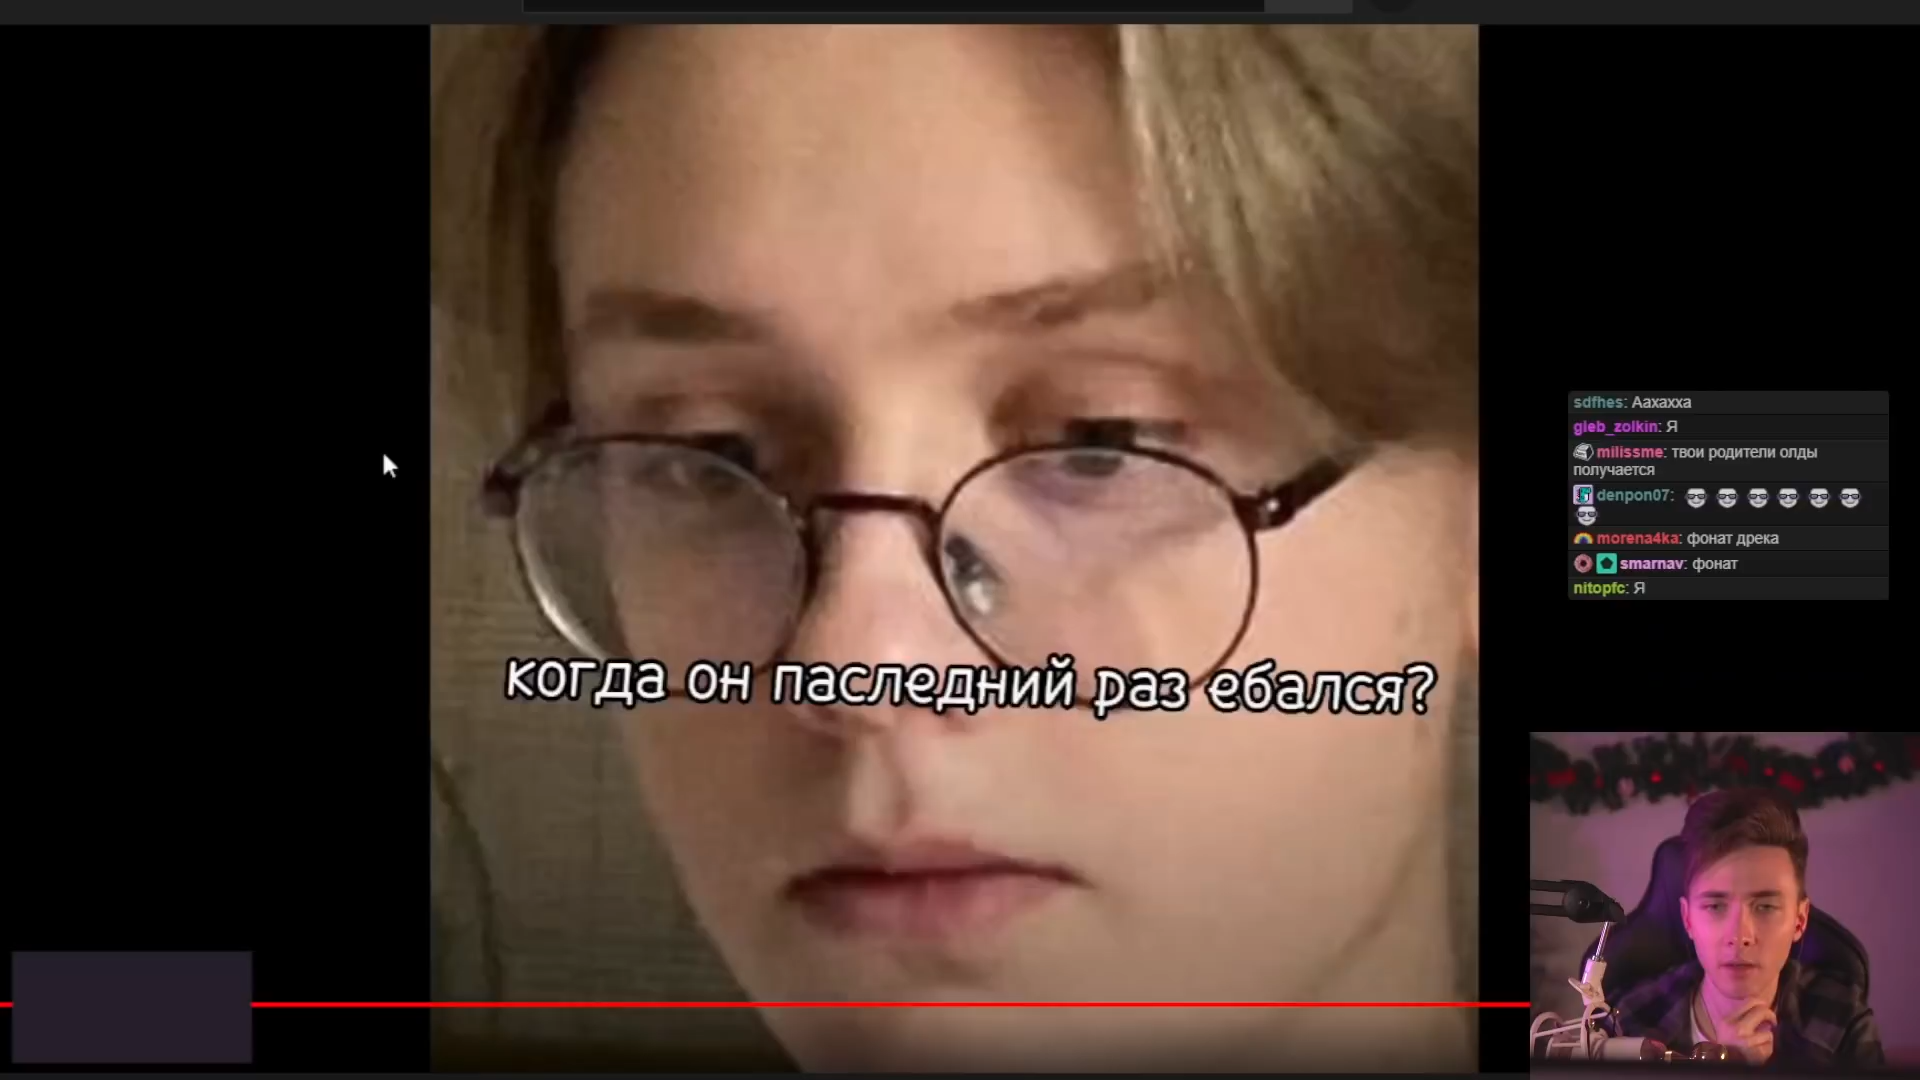 когда он паследний раз ебался?
sdfhes: Аахахха
gleb_zolkin: Я
milissme: твои родители олды
получается
denpon07:
morena4ka: фонат дрека
smarnav: фонат
nitopfc: Я